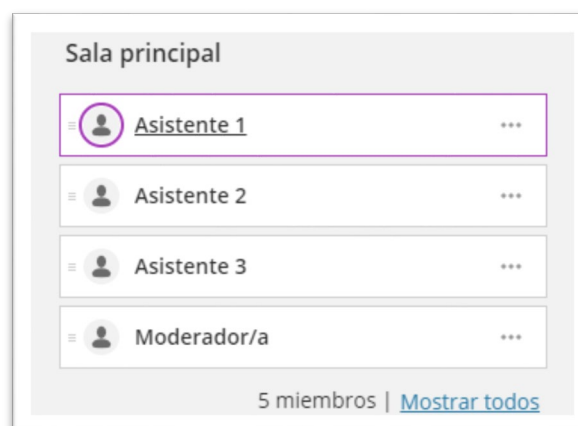 Sala principal
Asistente 1
Asistente 2
Asistente 3
Moderador/a
5 miembros | Mostrar todos